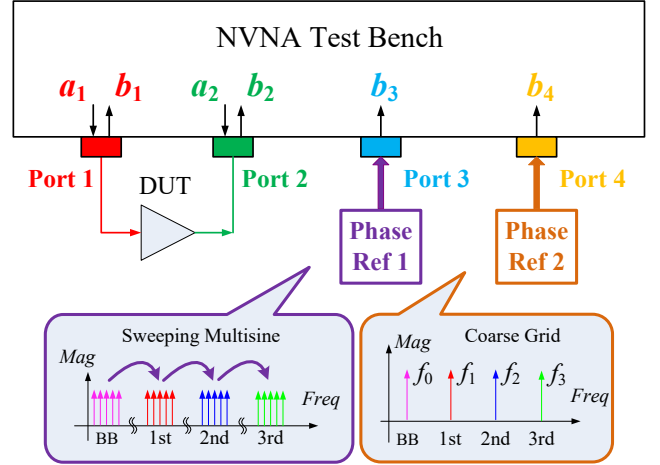 NVNA Test Bench
a1 b1 a2 b2 b3 b4
Port 1 DUT Port 2 Port 3 Port 4
Phase
Ref 1
Phase
Ref 2
Sweeping Multisine
Mag
Freq
BB 1st 2nd 3rd
Coarse Grid
Mag
f0 f1 f2 f3
Freq
BB 1st 2nd 3rd